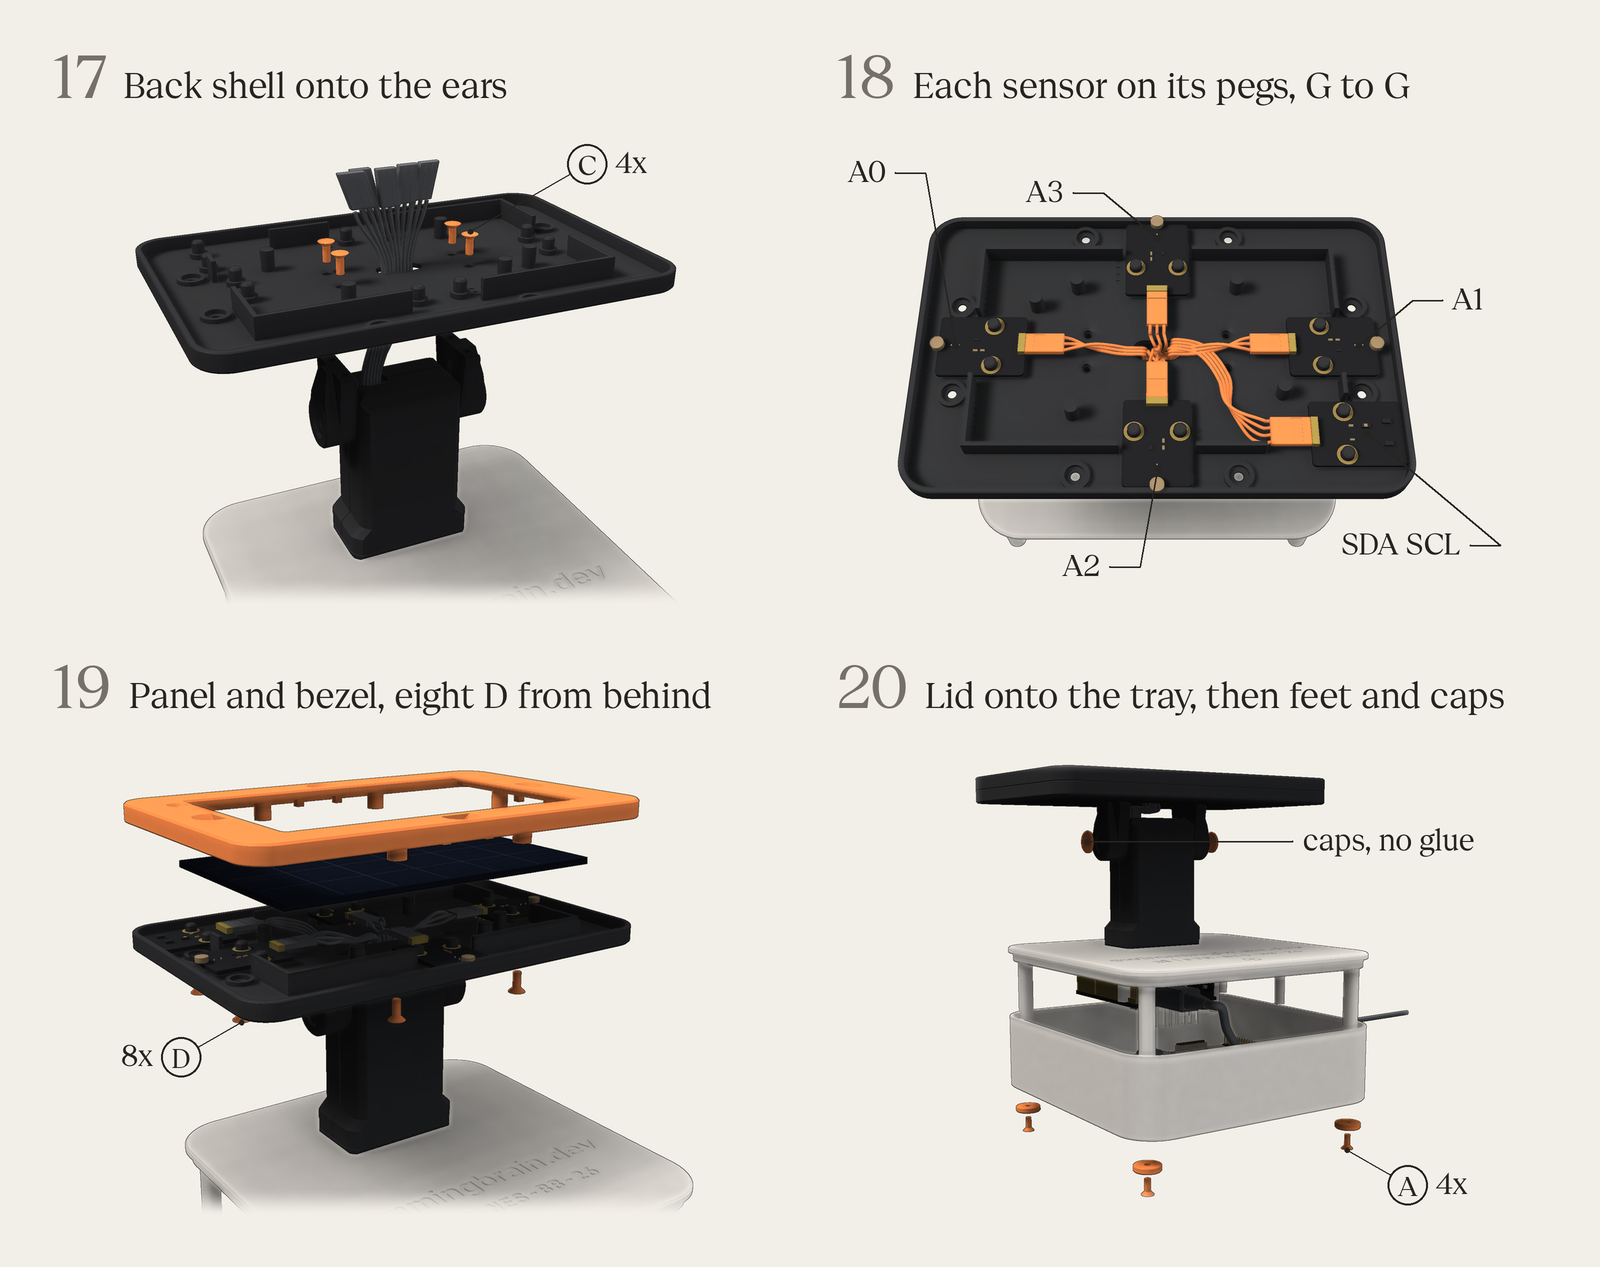 17 Back shell onto the ears
C 4x
18 Each sensor on its pegs, G to G
A0
A3
A1
SDA SCL
A2
19 Panel and bezel, eight D from behind
8x D
20 Lid onto the tray, then feet and caps
caps, no glue
A 4x